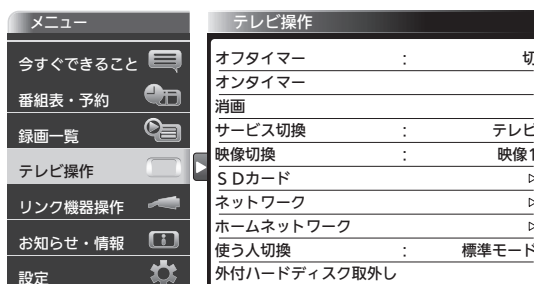 メニュー
今すぐできること
番組表・予約
録画一覧
テレビ操作
リンク機器操作
お知らせ・情報
設定
テレビ操作
オフタイマー : 切
オンタイマー
消画
サービス切換 : テレビ
映像切換 : 映像1
SDカード
ネットワーク
ホームネットワーク
使う人切換 : 標準モード
外付ハードディスク取外し